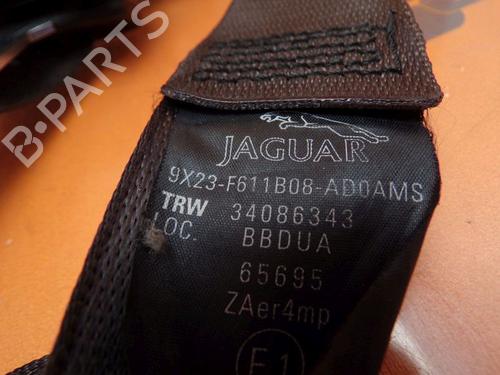 B-PARTS
JAGUAR
9X23-F611B08-AD0AMS
TRW 34086343
LOC. BBDUA
65695
ZAer4mp
E1